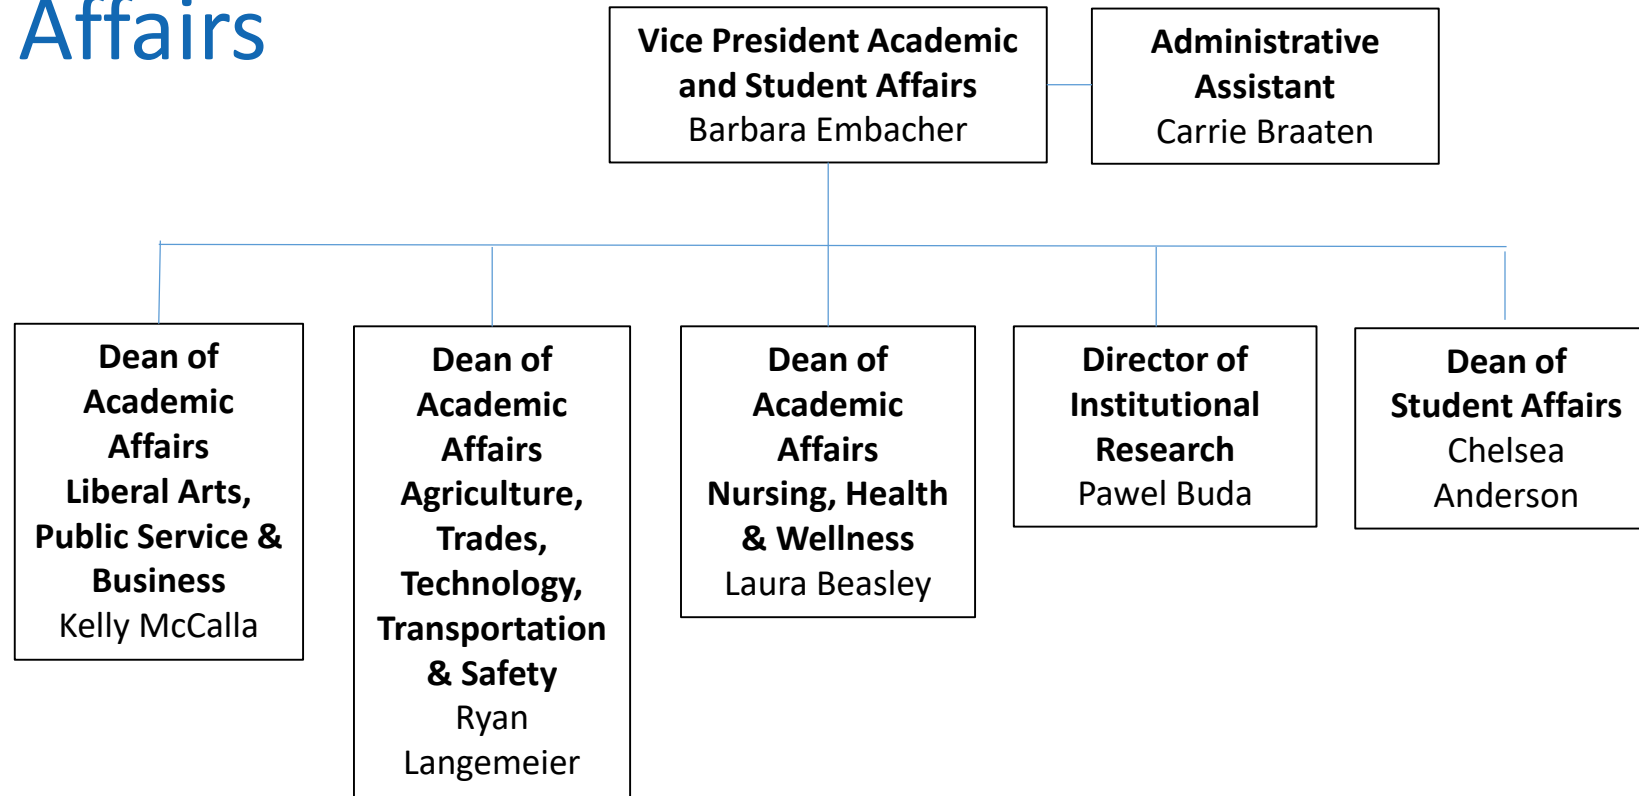 Affairs
Vice President Academic
and Student Affairs
Barbara Embacher
Administrative
Assistant
Carrie Braaten
Dean of
Academic
Affairs
Liberal Arts,
Public Service &
Business
Kelly McCalla
Dean of
Academic
Affairs
Agriculture,
Trades,
Technology,
Transportation
& Safety
Ryan
Langemeier
Dean of
Academic
Affairs
Nursing, Health
& Wellness
Laura Beasley
Director of
Institutional
Research
Pawel Buda
Dean of
Student Affairs
Chelsea
Anderson